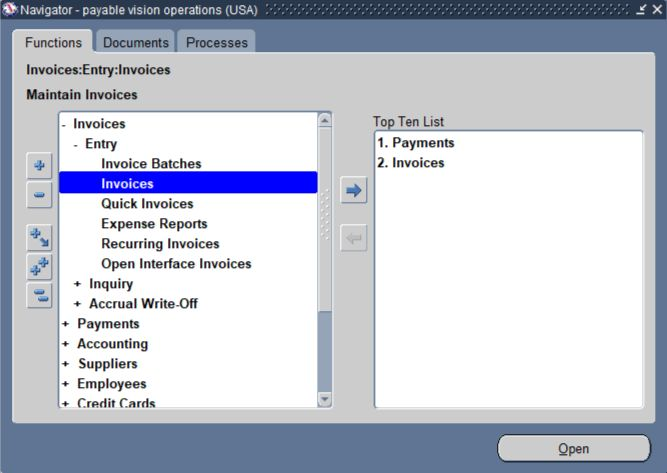 Navigator - payable vision operations (USA)
Functions
Documents
Processes
Invoices:Entry:Invoices
Maintain Invoices
- Invoices
- Entry
Invoice Batches
Invoices
Quick Invoices
Expense Reports
Recurring Invoices
Open Interface Invoices
+ Inquiry
+ Accrual Write-Off
+ Payments
+ Accounting
+ Suppliers
+ Employees
+ Credit Cards
Top Ten List
1. Payments
2. Invoices
Open